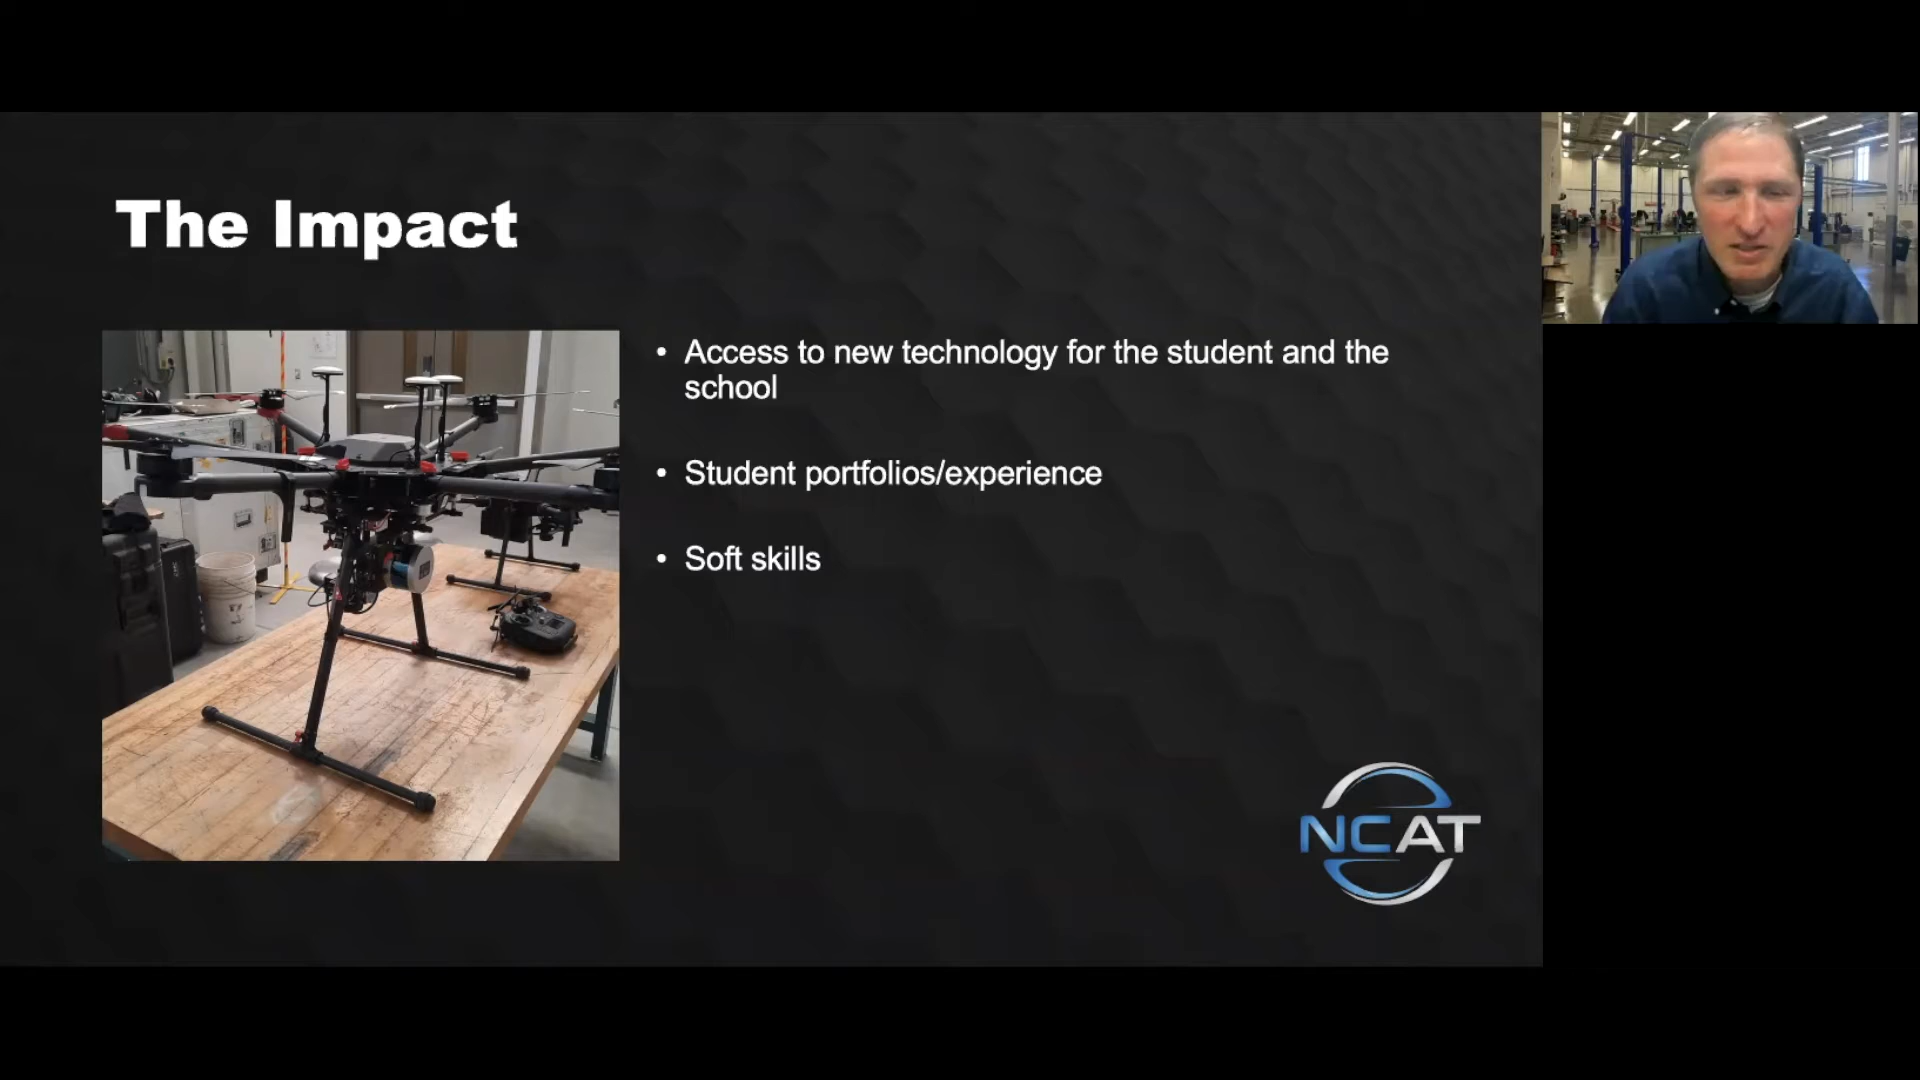 The Impact
• Access to new technology for the student and the
school
• Student portfolios/experience
• Soft skills
NCAT